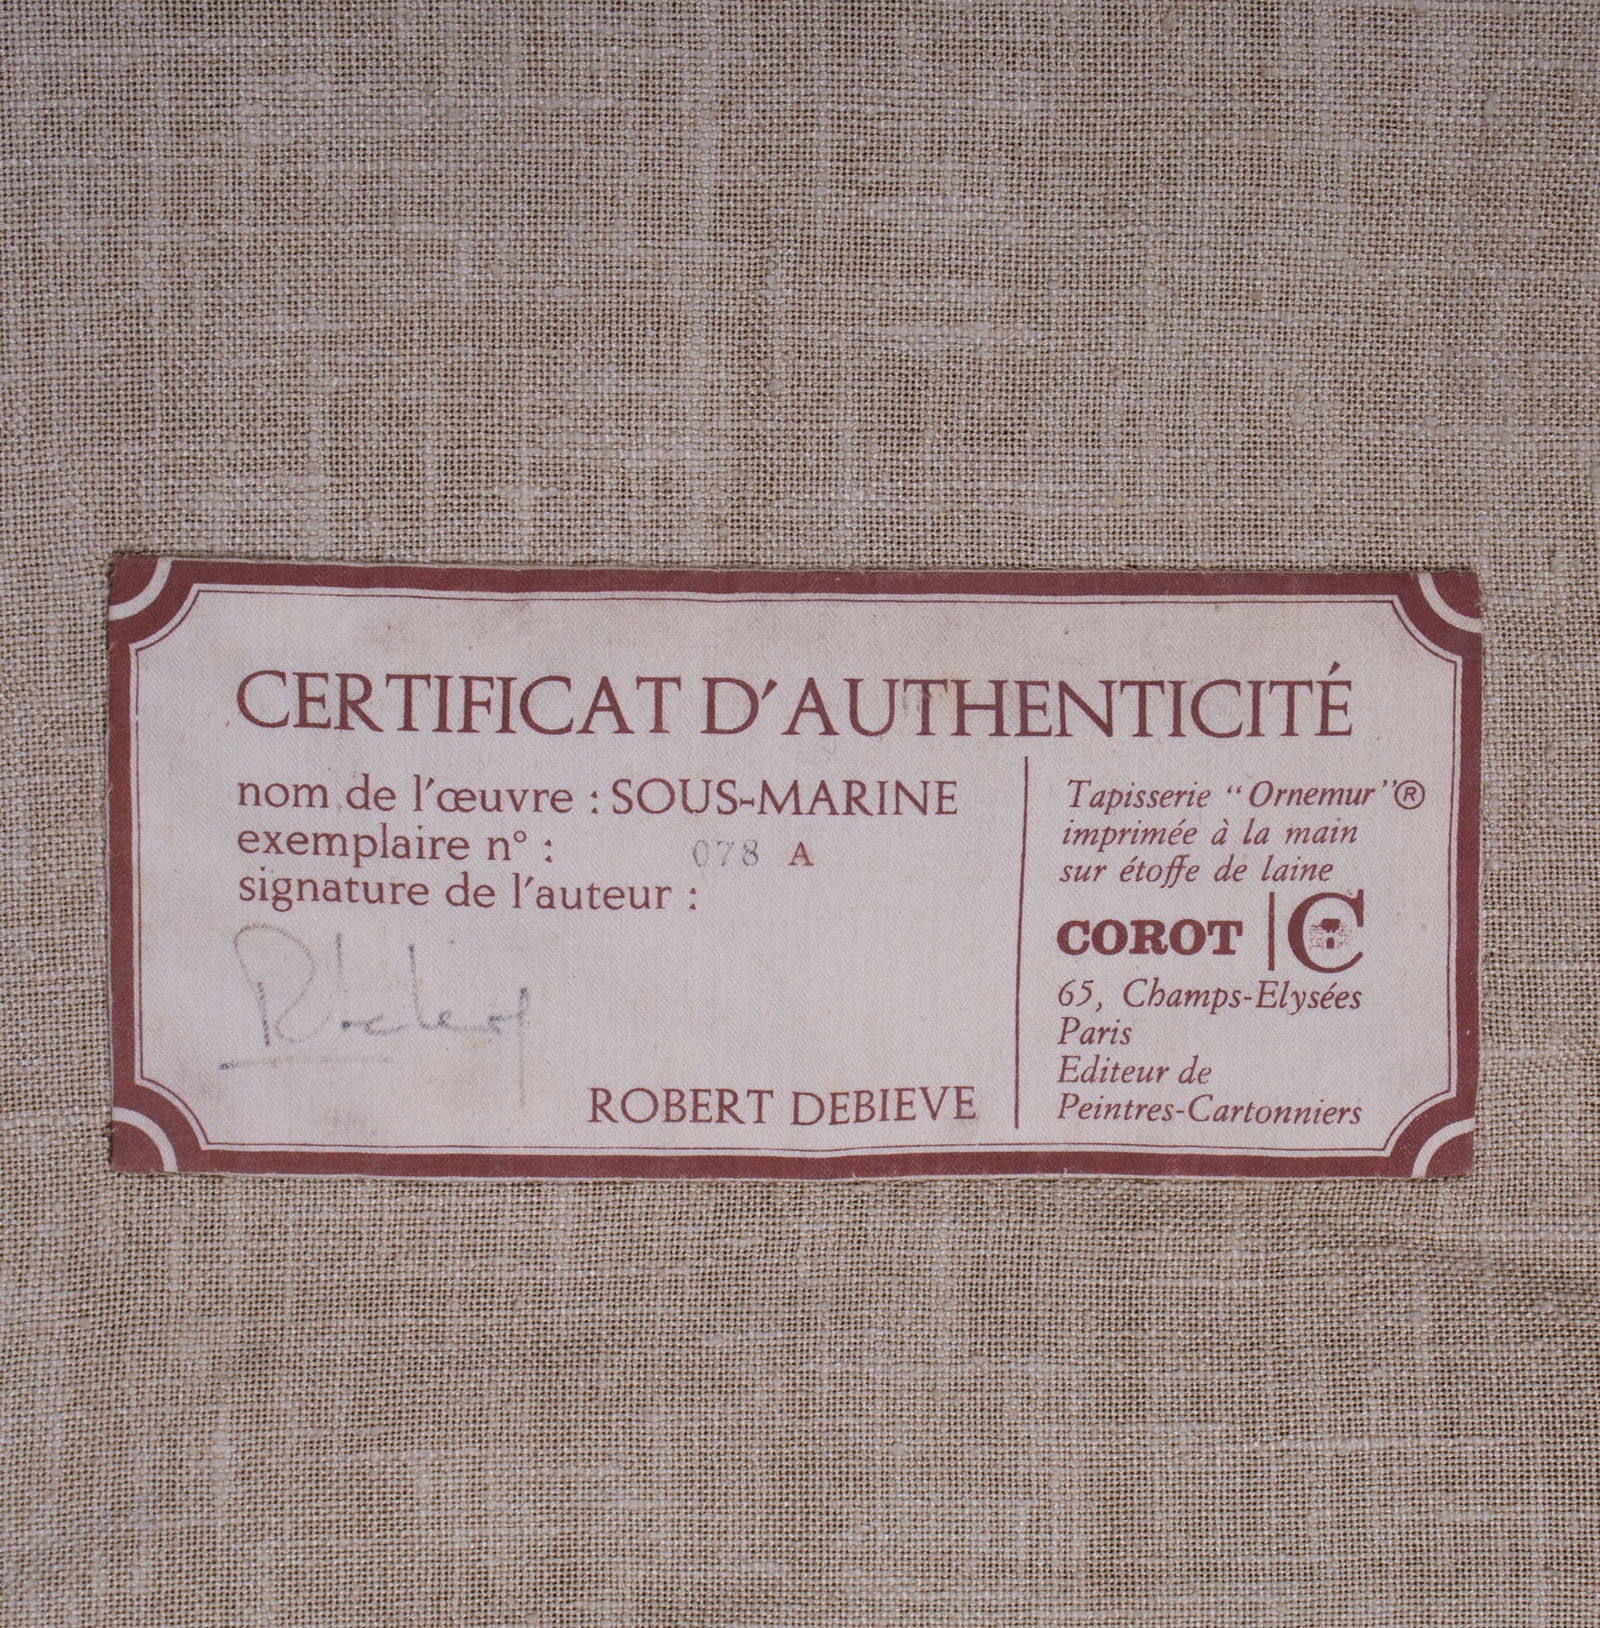 CERTIFICAT D'AUTHENTICITÉ
nom de l'œuvre : SOUS-MARINE
exemplaire n° : 078 A
signature de l'auteur :
ROBERT DEBIEVE
Tapisserie "Ornemur"®
imprimée à la main
sur étoffe de laine
COROT | C
65, Champs-Elysées
Paris
Editeur de
Peintres-Cartonniers